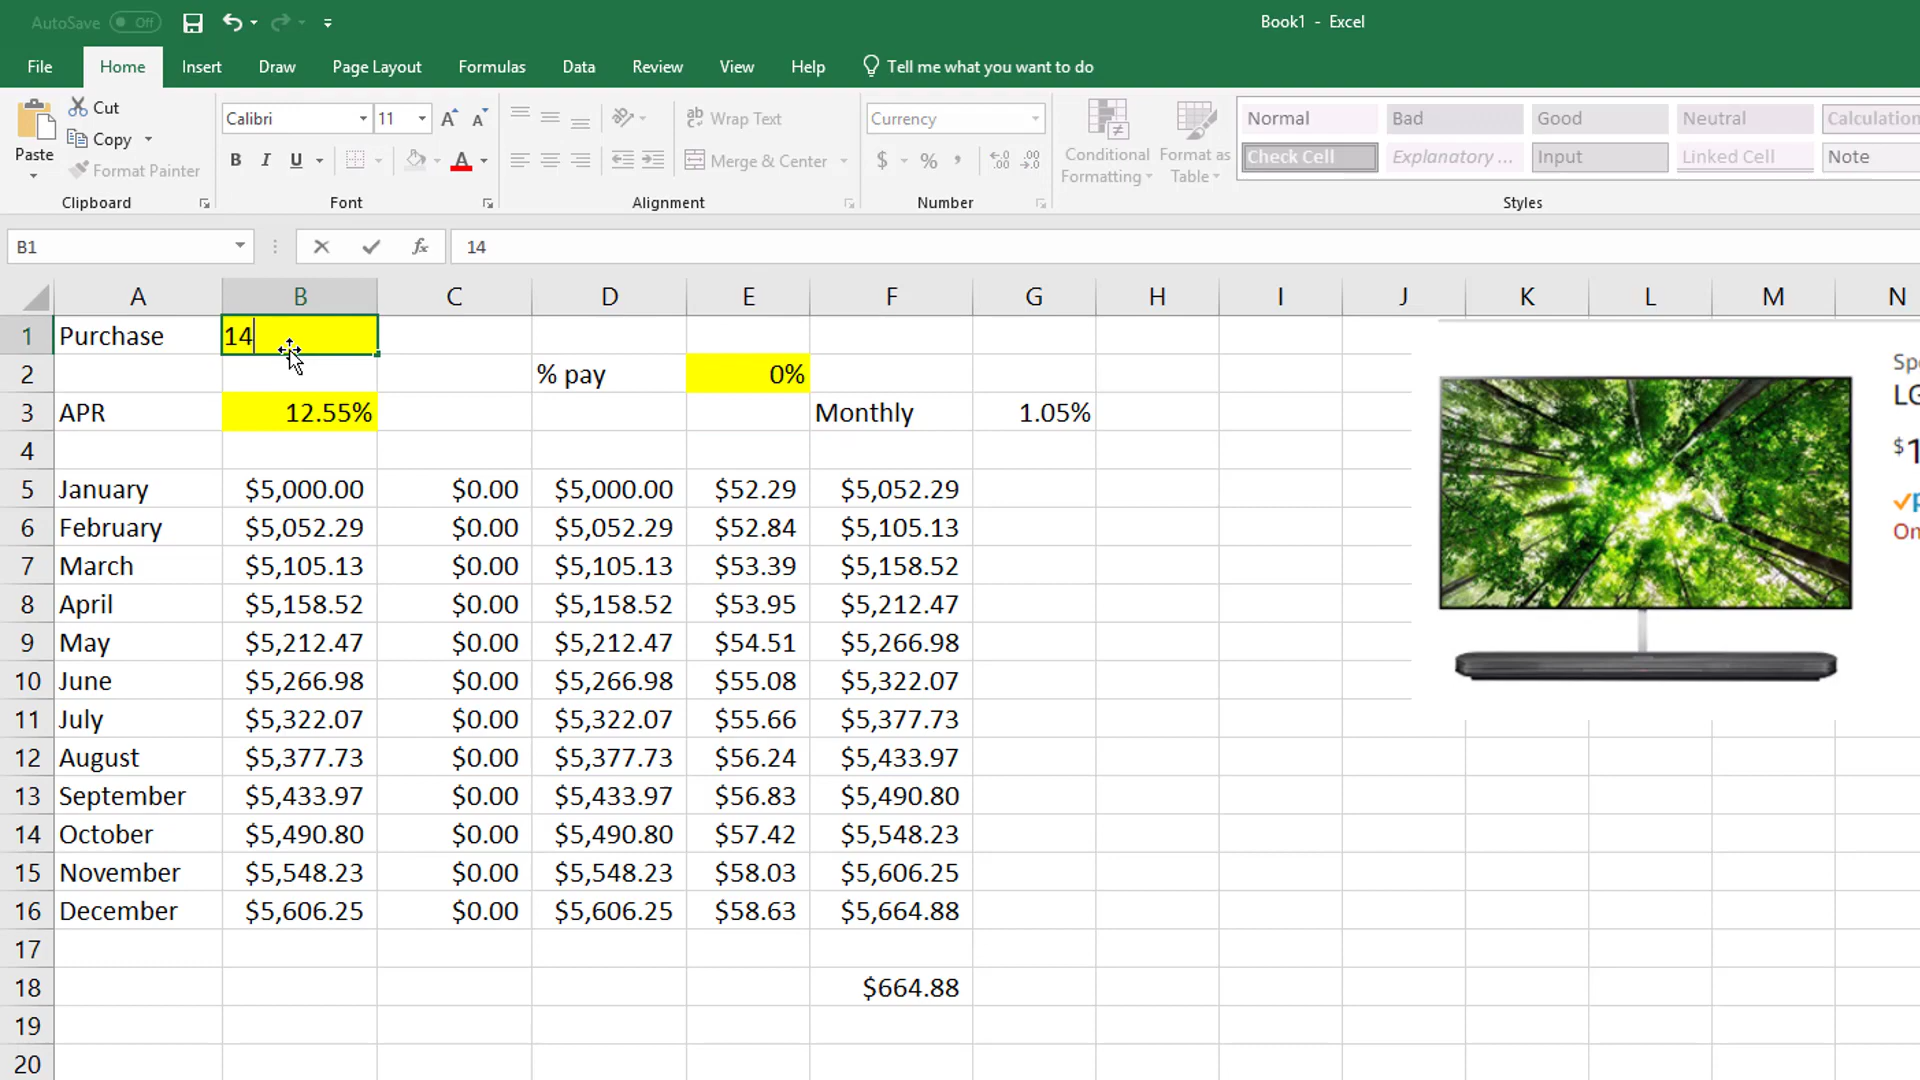 AutoSave Off
Book1 - Excel
File Home Insert Draw Page Layout Formulas Data Review View Help Tell me what you want to do
Paste
Cut
Copy
Format Painter
Clipboard
Calibri 11
B I U
Font
Wrap Text
Merge & Center
Alignment
Currency
$ % ,
Number
Conditional Formatting
Format as Table
Normal Bad Good Neutral Calculation
Check Cell Explanatory ... Input Linked Cell Note
Styles
B1 fx 14
A B C D E F G H I J K L M N
1 Purchase 14
2 % pay 0%
3 APR 12.55% Monthly 1.05%
4
5 January $5,000.00 $0.00 $5,000.00 $52.29 $5,052.29
6 February $5,052.29 $0.00 $5,052.29 $52.84 $5,105.13
7 March $5,105.13 $0.00 $5,105.13 $53.39 $5,158.52
8 April $5,158.52 $0.00 $5,158.52 $53.95 $5,212.47
9 May $5,212.47 $0.00 $5,212.47 $54.51 $5,266.98
10 June $5,266.98 $0.00 $5,266.98 $55.08 $5,322.07
11 July $5,322.07 $0.00 $5,322.07 $55.66 $5,377.73
12 August $5,377.73 $0.00 $5,377.73 $56.24 $5,433.97
13 September $5,433.97 $0.00 $5,433.97 $56.83 $5,490.80
14 October $5,490.80 $0.00 $5,490.80 $57.42 $5,548.23
15 November $5,548.23 $0.00 $5,548.23 $58.03 $5,606.25
16 December $5,606.25 $0.00 $5,606.25 $58.63 $5,664.88
17
18 $664.88
19
20